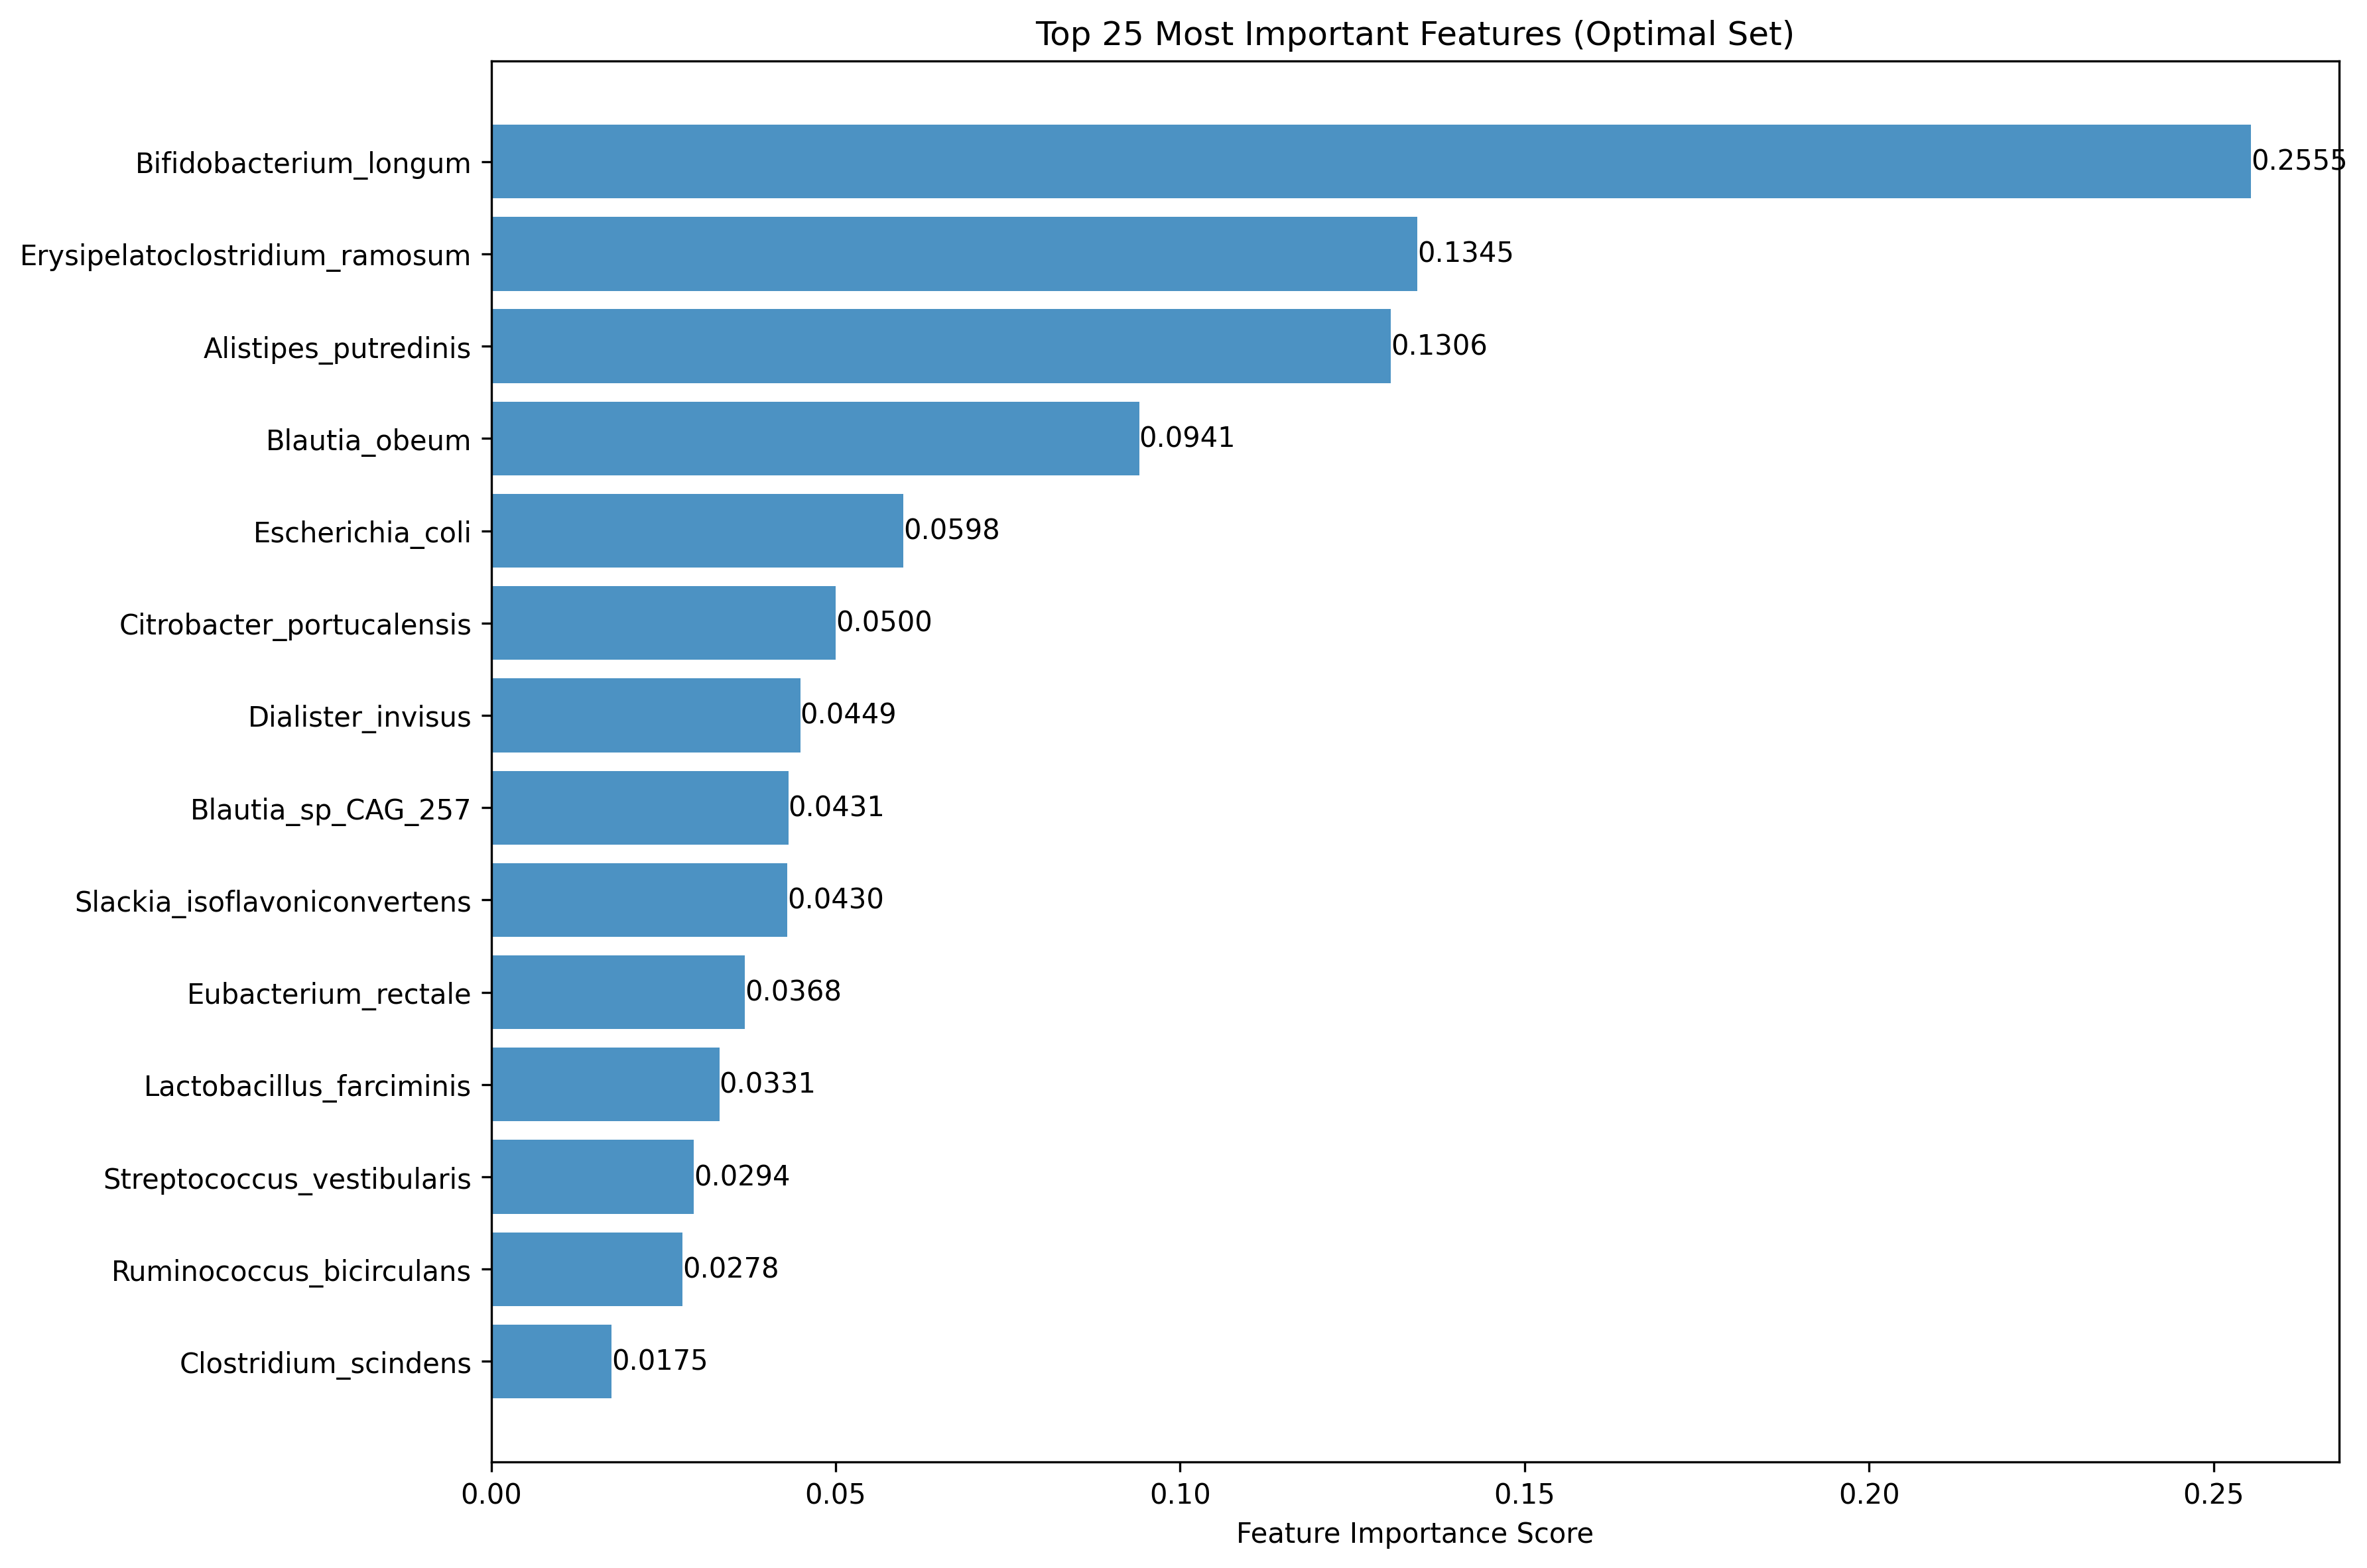 Top 25 Most Important Features (Optimal Set)
Bifidobacterium_longum 0.2555
Erysipelatoclostridium_ramosum 0.1345
Alistipes_putredinis 0.1306
Blautia_obeum 0.0941
Escherichia_coli 0.0598
Citrobacter_portucalensis 0.0500
Dialister_invisus 0.0449
Blautia_sp_CAG_257 0.0431
Slackia_isoflavoniconvertens 0.0430
Eubacterium_rectale 0.0368
Lactobacillus_farciminis 0.0331
Streptococcus_vestibularis 0.0294
Ruminococcus_bicirculans 0.0278
Clostridium_scindens 0.0175
0.00 0.05 0.10 0.15 0.20 0.25
Feature Importance Score